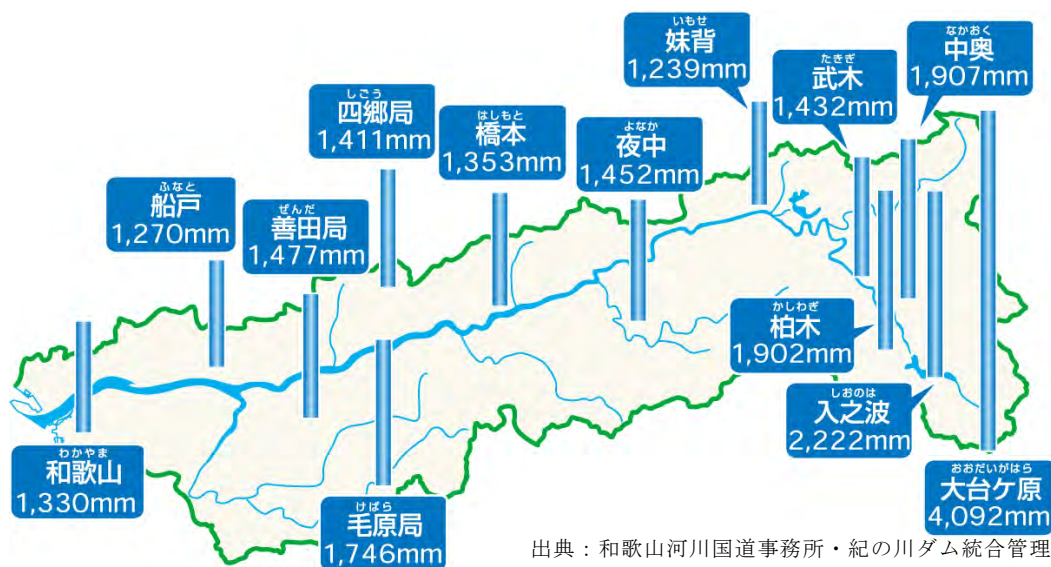 いもせ
妹背
1,239mm
たきぎ
武木
1,432mm
なかおく
中奥
1,907mm
しごう
四郷局
1,411mm
はしもと
橋本
1,353mm
よなか
夜中
1,452mm
ふなと
船戸
1,270mm
ぜんだ
善田局
1,477mm
かしわぎ
柏木
1,902mm
しおのは
入之波
2,222mm
わかやま
和歌山
1,330mm
けばら
毛原局
1,746mm
おおだいがはら
大台ケ原
4,092mm
出典：和歌山河川国道事務所・紀の川ダム統合管理